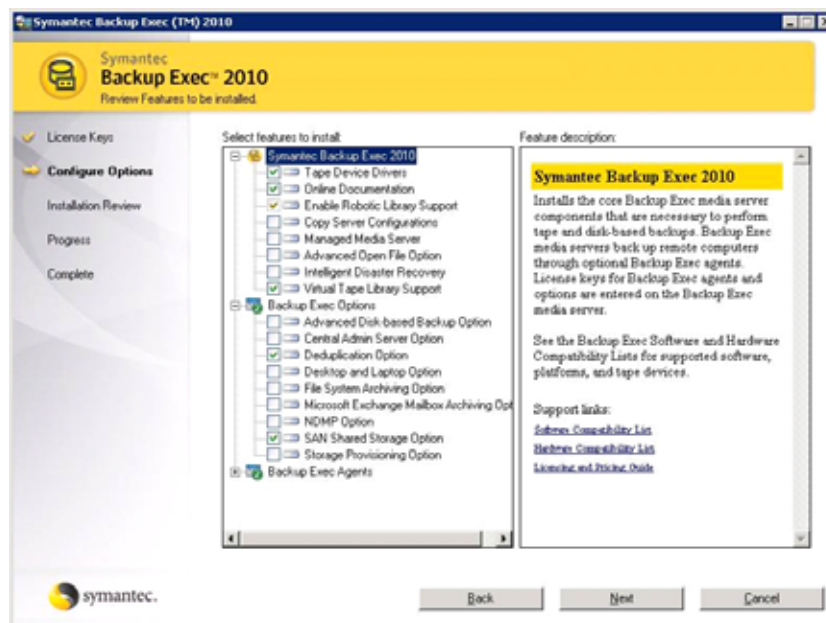 Symantec Backup Exec (TM) 2010
Symantec
Backup Exec™ 2010
Review Features to be installed.
License Keys
Configure Options
Installation Review
Progress
Complete
Select features to install:
Symantec Backup Exec 2010
Tape Device Drivers
Online Documentation
Enable Robotic Library Support
Copy Server Configurations
Managed Media Server
Advanced Open File Option
Intelligent Disaster Recovery
Virtual Tape Library Support
Backup Exec Options
Advanced Disk-based Backup Option
Central Admin Server Option
Deduplication Option
Desktop and Laptop Option
File System Archiving Option
Microsoft Exchange Mailbox Archiving Opt
NDMP Option
SAN Shared Storage Option
Storage Provisioning Option
Backup Exec Agents
Feature description:
Symantec Backup Exec 2010
Installs the core Backup Exec media server
components that are necessary to perform
tape and disk-based backups. Backup Exec
media servers back up remote computers
through optional Backup Exec agents.
License keys for Backup Exec agents and
options are entered on the Backup Exec
media server.
See the Backup Exec Software and Hardware
Compatibility Lists for supported software,
platforms, and tape devices.
Support links:
Software Compatibility List
Hardware Compatibility List
Licensing and Pricing Guide
symantec.
Back
Next
Cancel